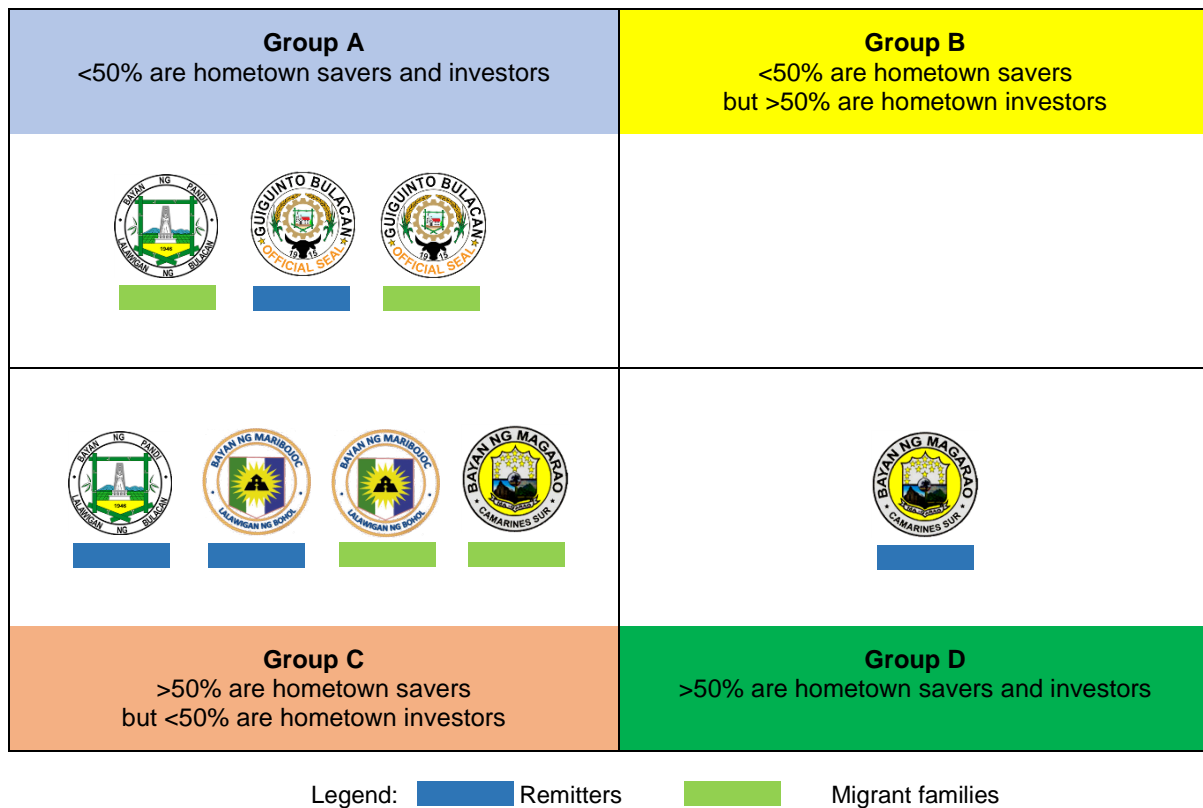 Group A
<50% are hometown savers and investors
Group B
<50% are hometown savers
but >50% are hometown investors
BAYAN NG PANDI
1946
LALAWIGAN NG BULACAN
GUIGUINTO BULACAN
1915
OFFICIAL SEAL
GUIGUINTO BULACAN
1915
OFFICIAL SEAL
BAYAN NG PANDI
1946
LALAWIGAN NG BULACAN
BAYAN NG MARIBOJOC
LALAWIGAN NG BOHOL
BAYAN NG MARIBOJOC
LALAWIGAN NG BOHOL
BAYAN NG MAGARAO
CAMARINES SUR
BAYAN NG MAGARAO
CAMARINES SUR
Group C
>50% are hometown savers
but <50% are hometown investors
Group D
>50% are hometown savers and investors
Legend: Remitters Migrant families